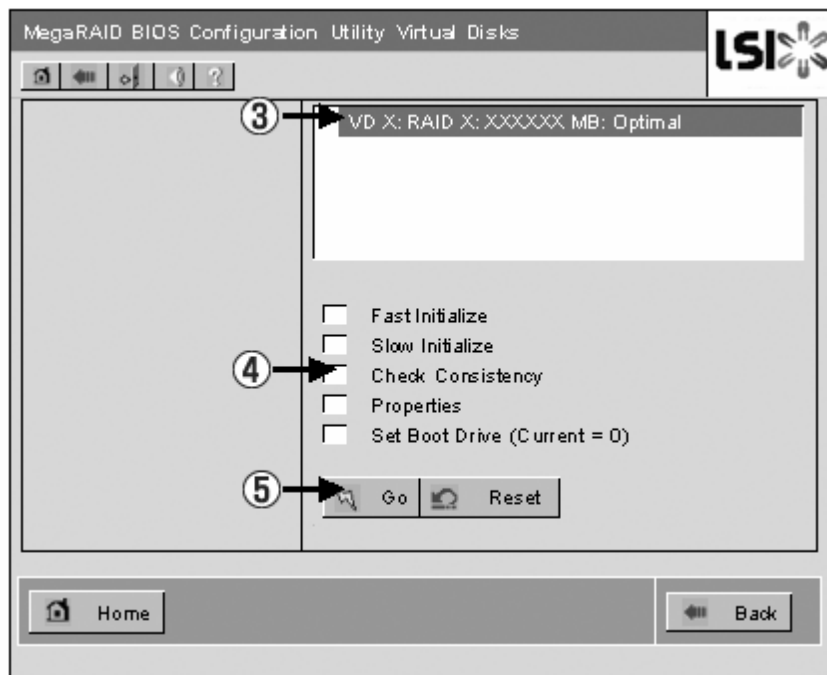 MegaRAID BIOS Configuration Utility Virtual Disks
LSI
?
③
VD X: RAID X: XXXXXX MB: Optimal
Fast Initialize
Slow Initialize
④
Check Consistency
Properties
Set Boot Drive (Current = 0)
⑤
Go
Reset
Home
Back